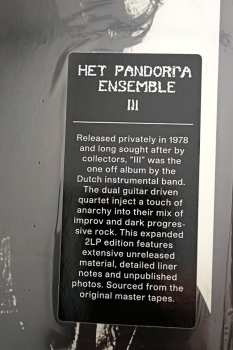 HET PANDORRA
ENSEMBLE
III
Released privately in 1978
and long sought after by
collectors, "III" was the
one off album by the
Dutch instrumental band.
The dual guitar driven
quartet inject a touch of
anarchy into their mix of
improv and dark progres-
sive rock. This expanded
2LP edition features
extensive unreleased
material, detailed liner
notes and unpublished
photos. Sourced from the
original master tapes.